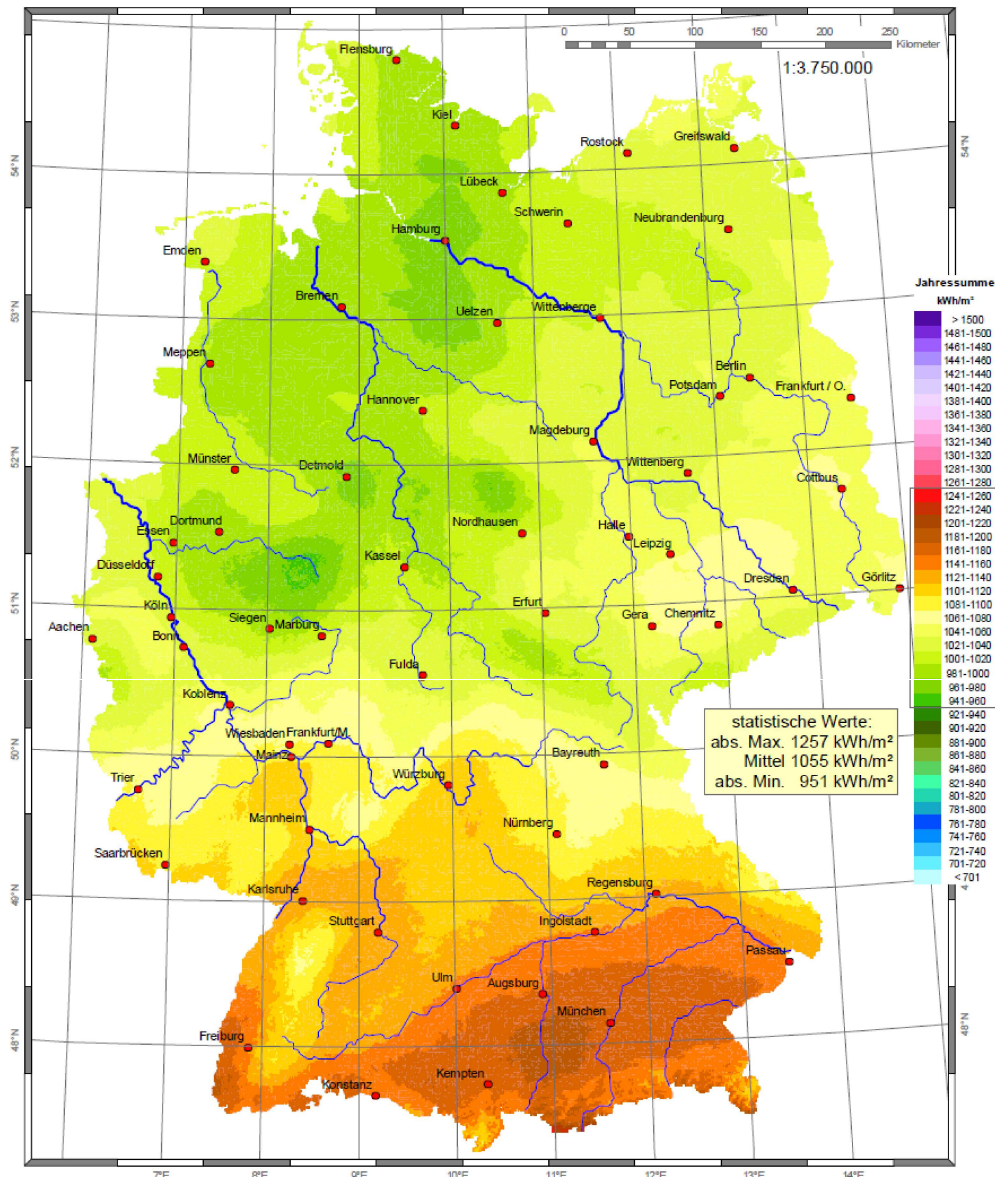 0 50 100 150 200 250
Kilometer
1:3.750.000
Flensburg
Kiel
Rostock
Greifswald
54°N
54°N
Lübeck
Schwerin
Neubrandenburg
Hamburg
Emden
Bremen
Uelzen
Wittenberge
53°N
Meppen
Berlin
Hannover
Potsdam
Frankfurt / O.
Magdeburg
52°N
Münster
Detmold
Wittenberg
Cottbus
Dortmund
Essen
Nordhausen
Halle
Leipzig
Düsseldorf
Kassel
Dresden
Görlitz
51°N
Köln
Erfurt
Aachen
Siegen
Marburg
Gera
Chemnitz
Bonn
Fulda
Koblenz
Wiesbaden
Frankfurt/M.
50°N
Mainz
Bayreuth
Trier
Würzburg
Mannheim
Nürnberg
Saarbrücken
Karlsruhe
Regensburg
49°N
Stuttgart
Ingolstadt
Passau
Ulm
Augsburg
München
48°N
48°N
Freiburg
Kempten
Konstanz
7°E 8°E 9°E 10°E 11°E 12°E 13°E 14°E
statistische Werte:
abs. Max. 1257 kWh/m²
Mittel 1055 kWh/m²
abs. Min. 951 kWh/m²
Jahressumme
kWh/m²
> 1500
1481-1500
1461-1480
1441-1460
1421-1440
1401-1420
1381-1400
1361-1380
1341-1360
1321-1340
1301-1320
1281-1300
1261-1280
1241-1260
1221-1240
1201-1220
1181-1200
1161-1180
1141-1160
1121-1140
1101-1120
1081-1100
1061-1080
1041-1060
1021-1040
1001-1020
981-1000
961-980
941-960
921-940
901-920
881-900
861-880
841-860
821-840
801-820
781-800
761-780
741-760
721-740
701-720
< 701